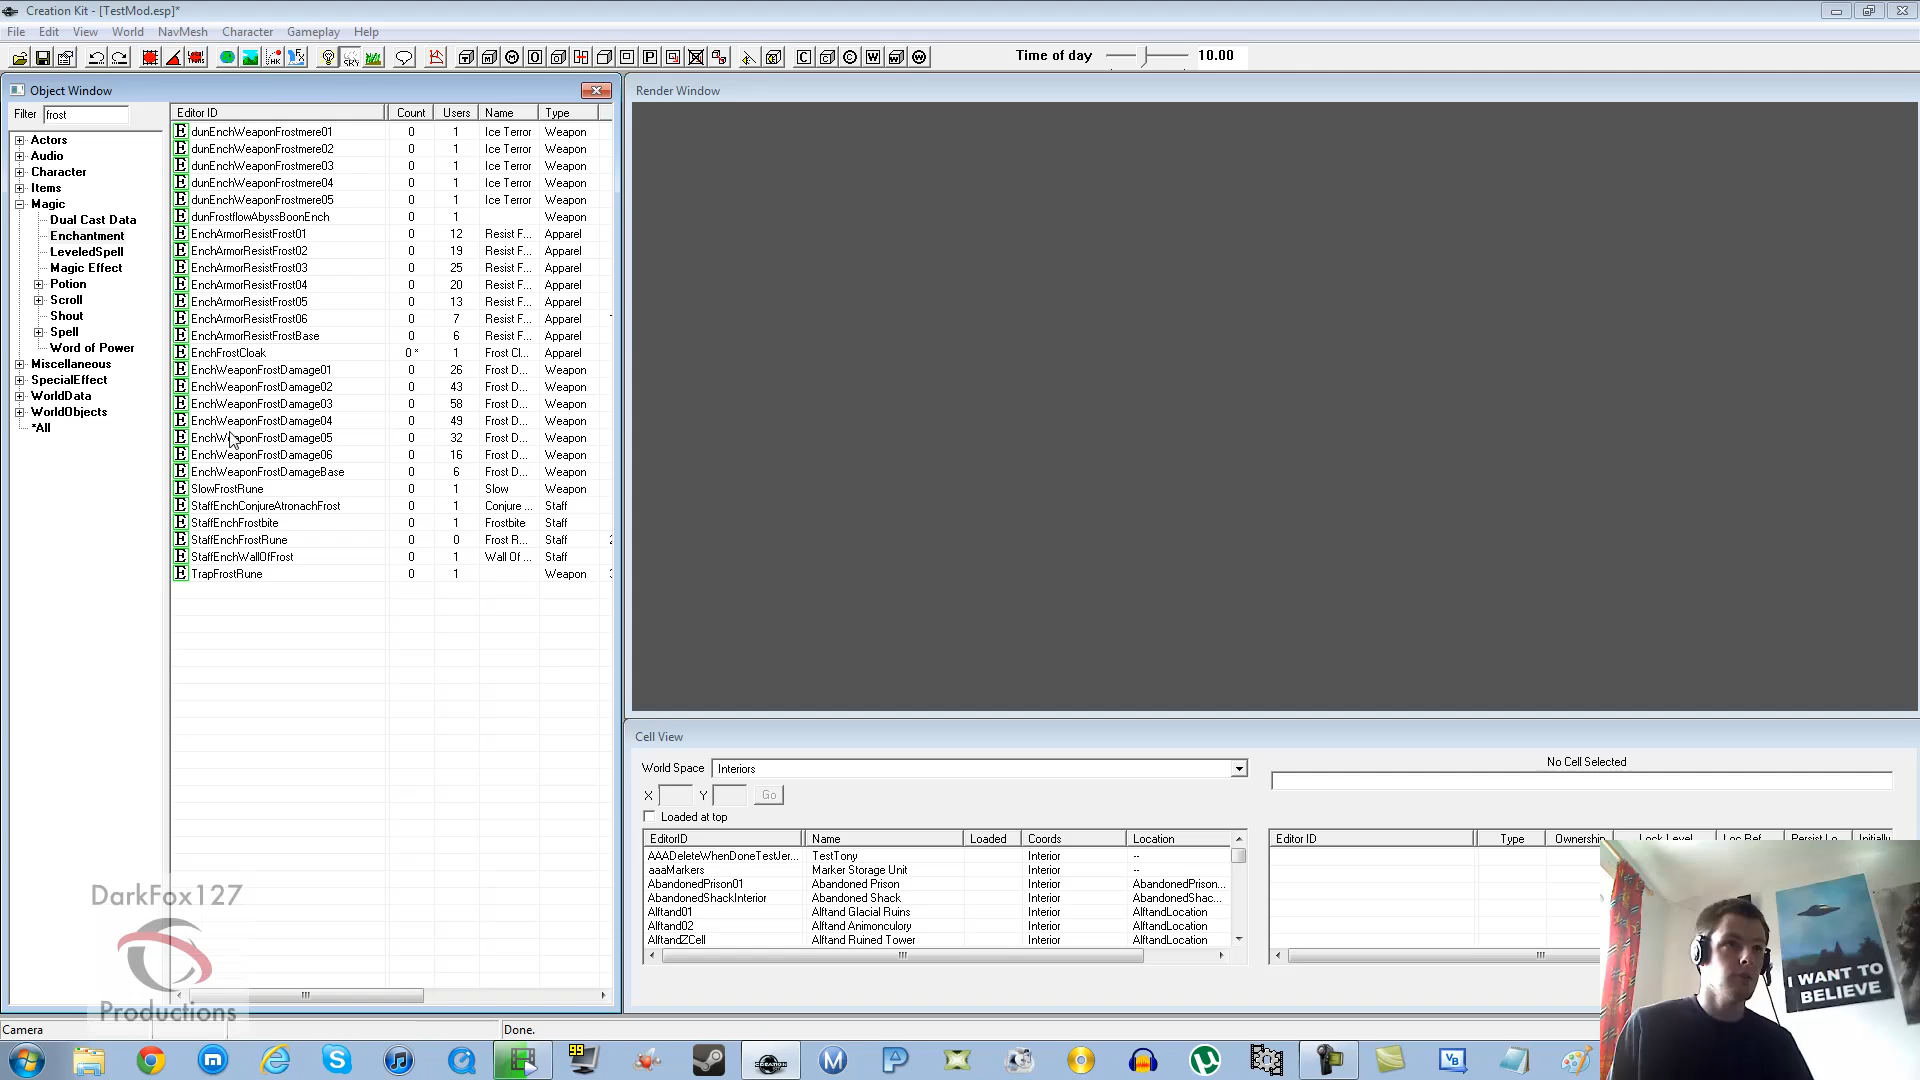 Creation Kit - [TestMod.esp]*
File Edit View World NavMesh Character Gameplay Help
Time of day 10.00
Object Window
Render Window
Filter frost
Actors
Audio
Character
Items
Magic
Dual Cast Data
Enchantment
LeveledSpell
Magic Effect
Potion
Scroll
Shout
Spell
Word of Power
Miscellaneous
SpecialEffect
WorldData
WorldObjects
*All
Editor ID Count Users Name Type
dunEnchWeaponFrostmere01 0 1 Ice Terror Weapon
dunEnchWeaponFrostmere02 0 1 Ice Terror Weapon
dunEnchWeaponFrostmere03 0 1 Ice Terror Weapon
dunEnchWeaponFrostmere04 0 1 Ice Terror Weapon
dunEnchWeaponFrostmere05 0 1 Ice Terror Weapon
dunFrostflowAbyssBoonEnch 0 1 Weapon
EnchArmorResistFrost01 0 12 Resist F... Apparel
EnchArmorResistFrost02 0 19 Resist F... Apparel
EnchArmorResistFrost03 0 25 Resist F... Apparel
EnchArmorResistFrost04 0 20 Resist F... Apparel
EnchArmorResistFrost05 0 13 Resist F... Apparel
EnchArmorResistFrost06 0 7 Resist F... Apparel
EnchArmorResistFrostBase 0 6 Resist F... Apparel
EnchFrostCloak 0 * 1 Frost Cl... Apparel
EnchWeaponFrostDamage01 0 26 Frost D... Weapon
EnchWeaponFrostDamage02 0 43 Frost D... Weapon
EnchWeaponFrostDamage03 0 58 Frost D... Weapon
EnchWeaponFrostDamage04 0 49 Frost D... Weapon
EnchWeaponFrostDamage05 0 32 Frost D... Weapon
EnchWeaponFrostDamage06 0 16 Frost D... Weapon
EnchWeaponFrostDamageBase 0 6 Frost D... Weapon
SlowFrostRune 0 1 Slow Weapon
StaffEnchConjureAtronachFrost 0 1 Conjure ... Staff
StaffEnchFrostbite 0 1 Frostbite Staff
StaffEnchFrostRune 0 0 Frost R... Staff
StaffEnchWallOfFrost 0 1 Wall Of ... Staff
TrapFrostRune 0 1 Weapon
Cell View
World Space Interiors
X Y Go
Loaded at top
No Cell Selected
EditorID Name Loaded Coords Location
AAADeleteWhenDoneTestJer... TestTony Interior --
aaaMarkers Marker Storage Unit Interior --
AbandonedPrison01 Abandoned Prison Interior AbandonedPrison...
AbandonedShackInterior Abandoned Shack Interior AbandonedShac...
Alftand01 Alftand Glacial Ruins Interior AlftandLocation
Alftand02 Alftand Animonculory Interior AlftandLocation
AlftandZCell Alftand Ruined Tower Interior AlftandLocation
Editor ID Type Ownership Lock Level Loc Ref Persist Lo Initially
DarkFox127
Productions
I WANT TO
BELIEVE
Camera Done.